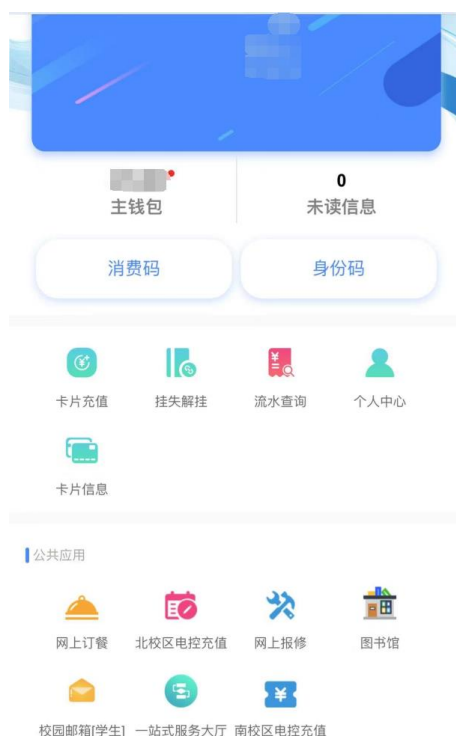 0
主钱包 未读信息
消费码 身份码
卡片充值 挂失解挂 流水查询 个人中心
卡片信息
公共应用
网上订餐 北校区电控充值 网上报修 图书馆
校园邮箱[学生] 一站式服务大厅 南校区电控充值